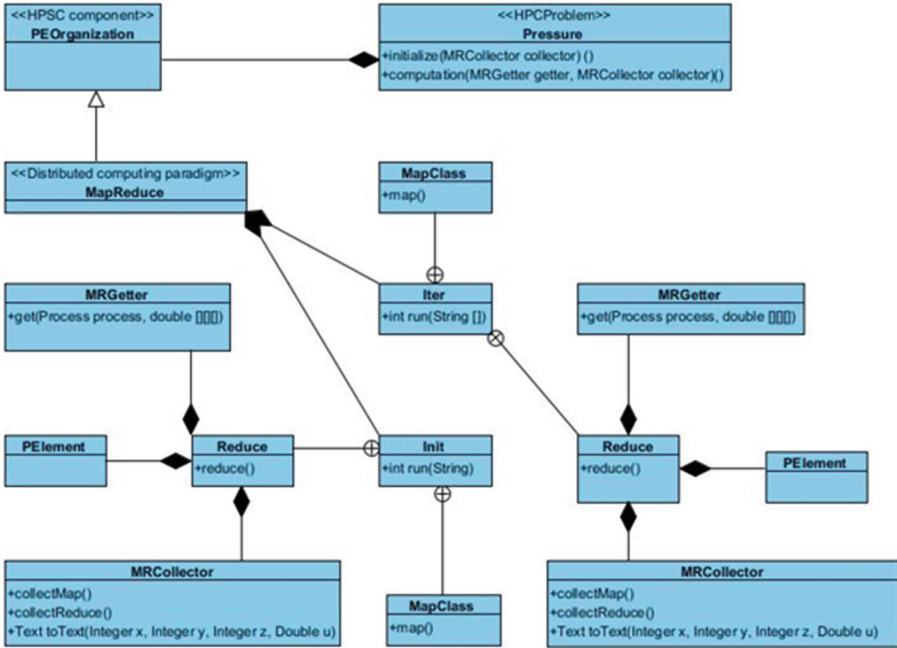 <<HPSC component>>
PEOrganization
<<HPCProblem>>
Pressure
+initialize(MRCollector collector) ()
+computation(MRGetter getter, MRCollector collector)()
<<Distributed computing paradigm>>
MapReduce
MapClass
+map()
MRGetter
+get(Process process, double [][][])
Iter
+int run(String [])
MRGetter
+get(Process process, double [][][])
PElement
Reduce
+reduce()
Init
+int run(String)
Reduce
+reduce()
PElement
MRCollector
+collectMap()
+collectReduce()
+Text toText(Integer x, Integer y, Integer z, Double u)
MapClass
+map()
MRCollector
+collectMap()
+collectReduce()
+Text toText(Integer x, Integer y, Integer z, Double u)